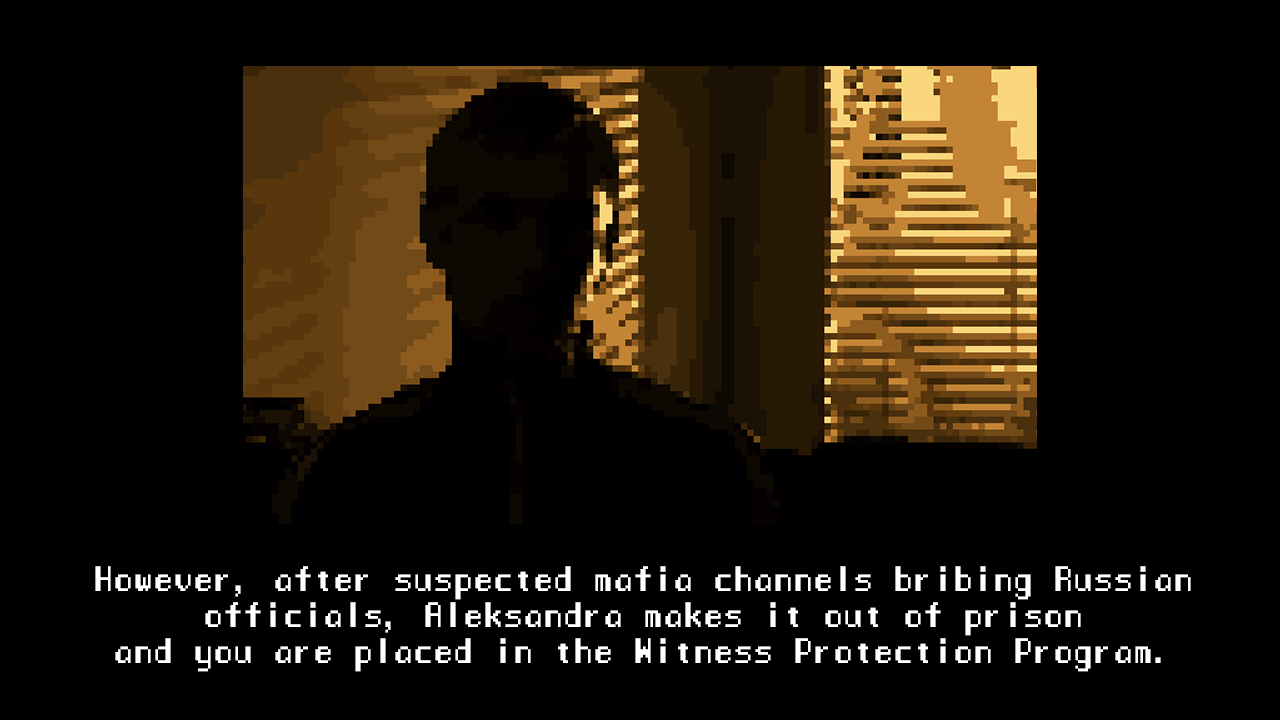 However, after suspected mafia channels bribing Russian
officials, Aleksandra makes it out of prison
and you are placed in the Witness Protection Program.